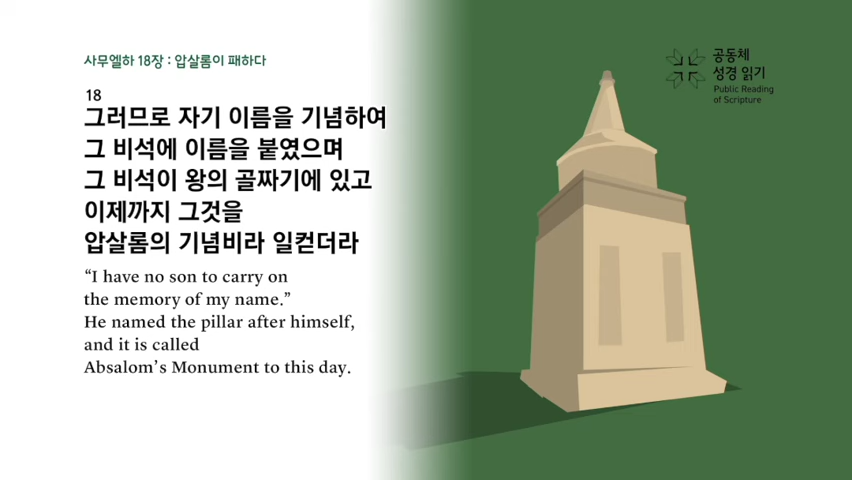 사무엘하 18장 : 압살롬이 패하다
18
그러므로 자기 이름을 기념하여
그 비석에 이름을 붙였으며
그 비석이 왕의 골짜기에 있고
이제까지 그것을
압살롬의 기념비라 일컫더라
“I have no son to carry on
the memory of my name.”
He named the pillar after himself,
and it is called
Absalom’s Monument to this day.
공동체
성경 읽기
Public Reading
of Scripture